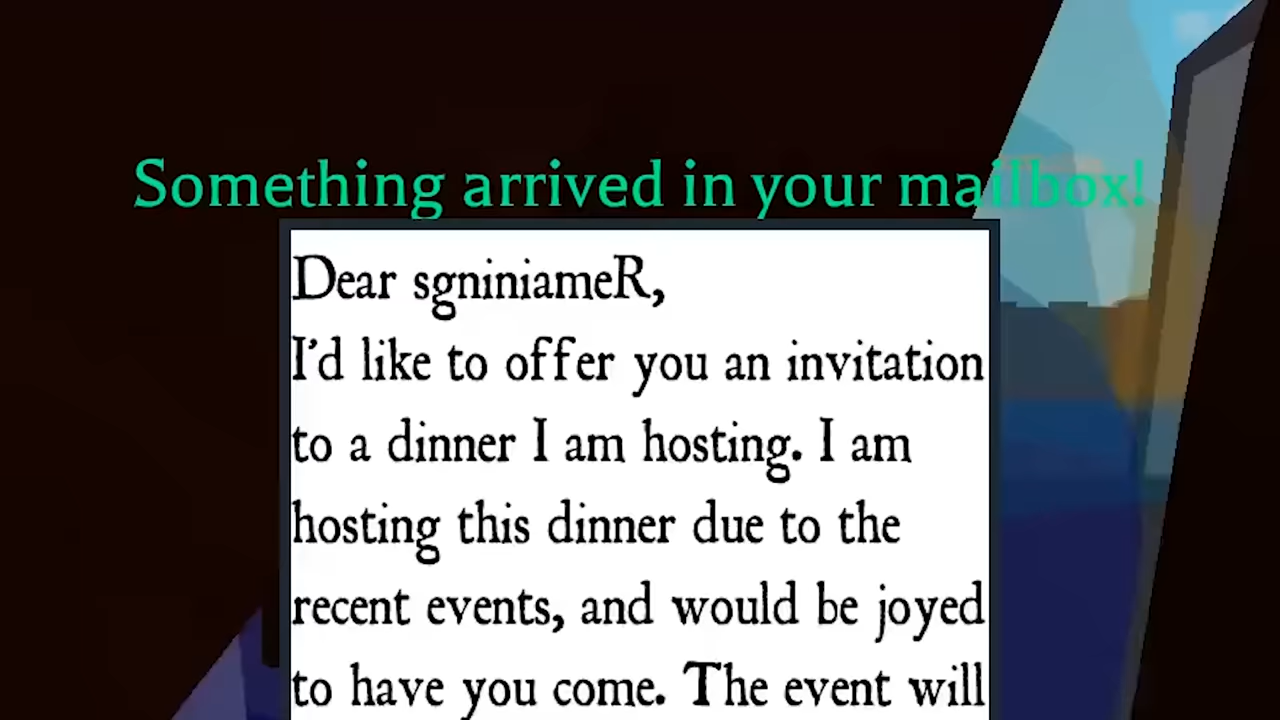 Something arrived in your mailbox!
Dear sgniniameR,
I'd like to offer you an invitation
to a dinner I am hosting. I am
hosting this dinner due to the
recent events, and would be joyed
to have you come. The event will